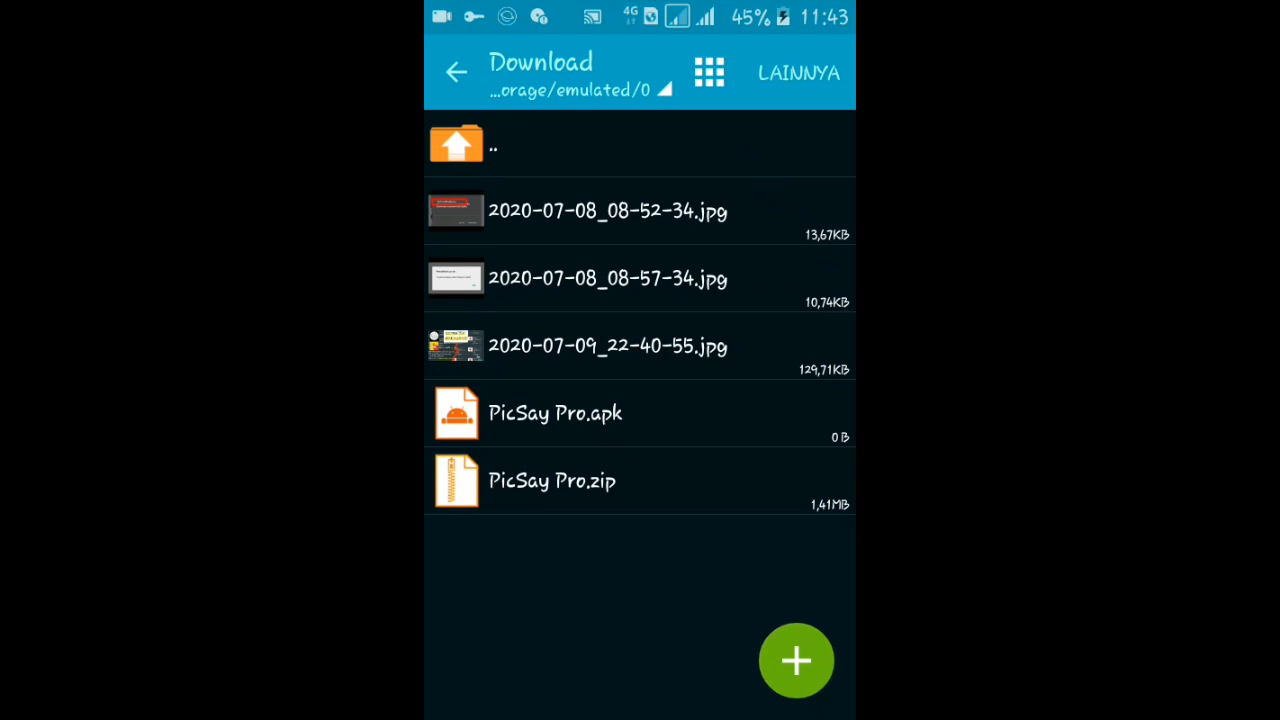 4G 45% 11:43
Download
...orage/emulated/0
LAINNYA
..
2020-07-08_08-52-34.jpg
13,67KB
2020-07-08_08-57-34.jpg
10,74KB
2020-07-09_22-40-55.jpg
129,71KB
PicSay Pro.apk
0 B
PicSay Pro.zip
1,41MB